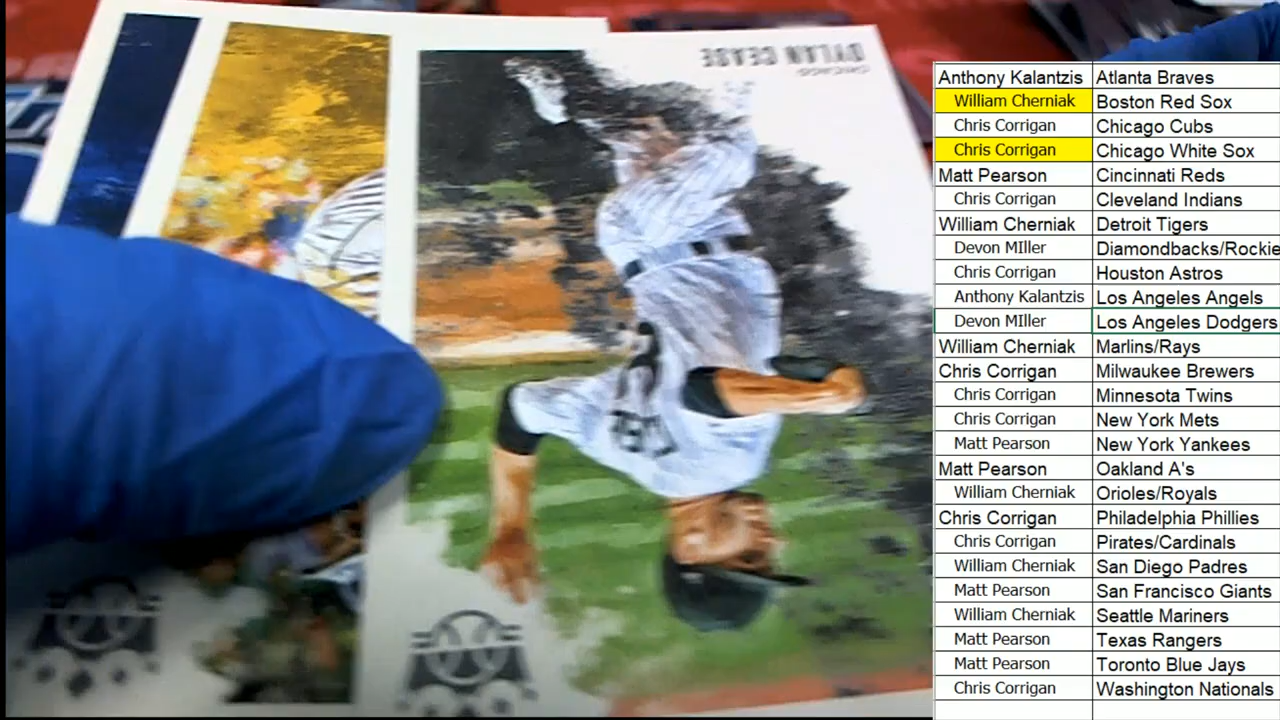 DYLAN CEASE
CHICAGO
Anthony Kalantzis Atlanta Braves
William Cherniak Boston Red Sox
Chris Corrigan Chicago Cubs
Chris Corrigan Chicago White Sox
Matt Pearson Cincinnati Reds
Chris Corrigan Cleveland Indians
William Cherniak Detroit Tigers
Devon MIller Diamondbacks/Rockie
Chris Corrigan Houston Astros
Anthony Kalantzis Los Angeles Angels
Devon MIller Los Angeles Dodgers
William Cherniak Marlins/Rays
Chris Corrigan Milwaukee Brewers
Chris Corrigan Minnesota Twins
Chris Corrigan New York Mets
Matt Pearson New York Yankees
Matt Pearson Oakland A's
William Cherniak Orioles/Royals
Chris Corrigan Philadelphia Phillies
Chris Corrigan Pirates/Cardinals
William Cherniak San Diego Padres
Matt Pearson San Francisco Giants
William Cherniak Seattle Mariners
Matt Pearson Texas Rangers
Matt Pearson Toronto Blue Jays
Chris Corrigan Washington Nationals